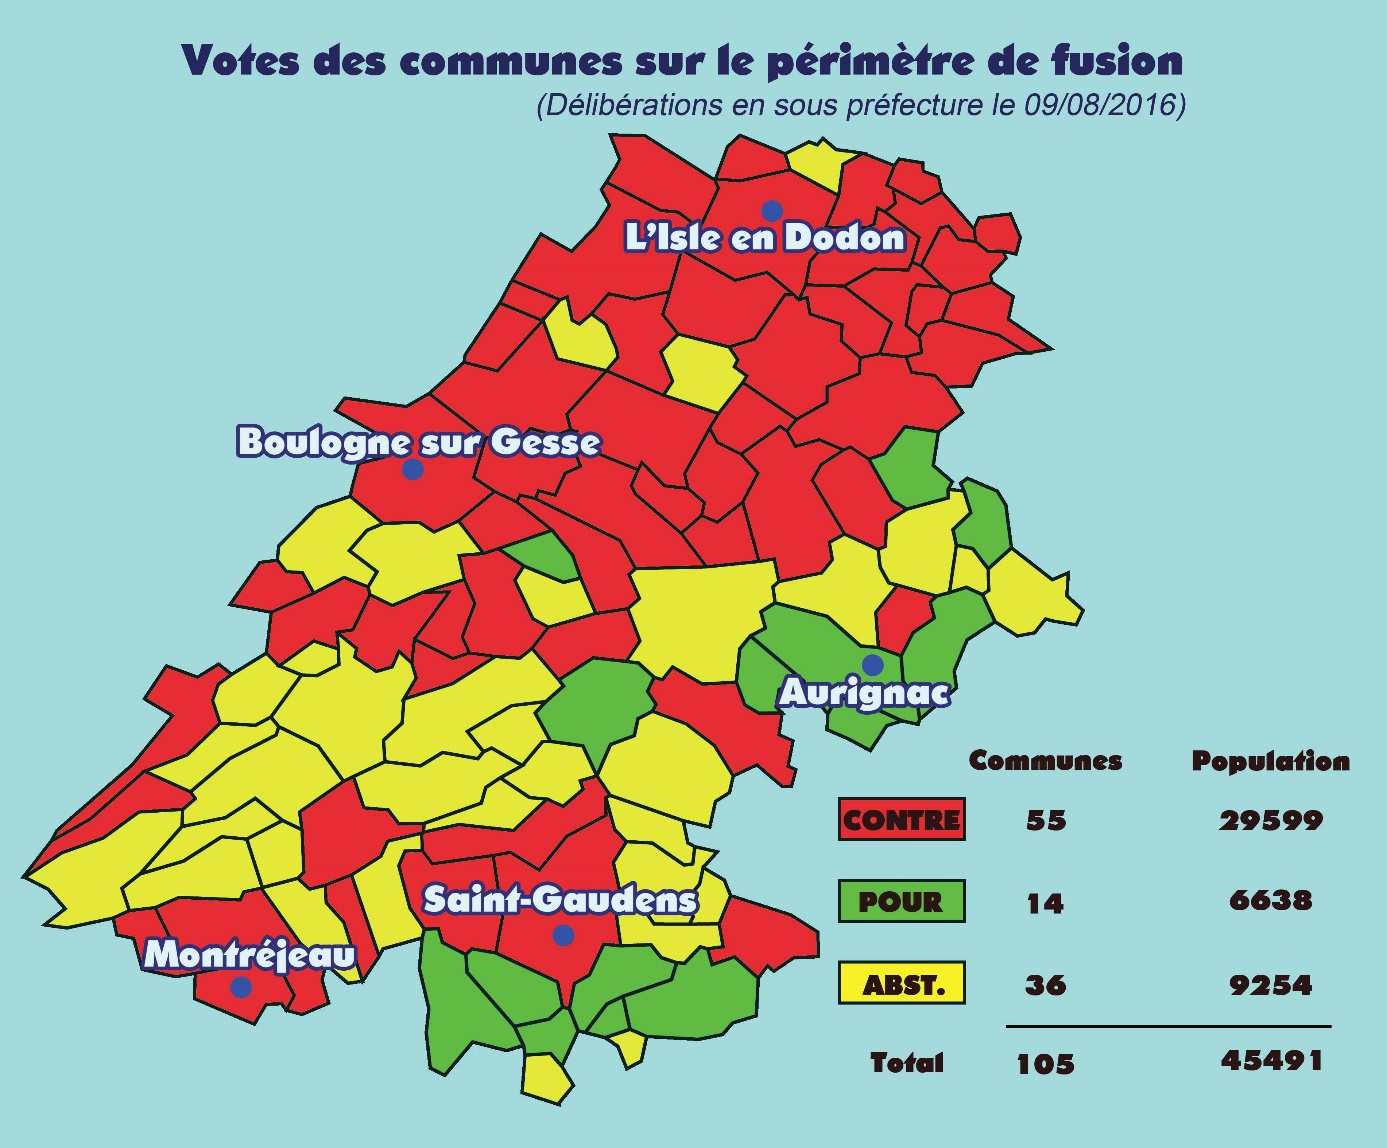 Votes des communes sur le périmètre de fusion
(Délibérations en sous préfecture le 09/08/2016)
L'Isle en Dodon
Boulogne sur Gesse
Aurignac
Saint-Gaudens
Montréjeau
Communes Population
CONTRE 55 29599
POUR 14 6638
ABST. 36 9254
Total 105 45491